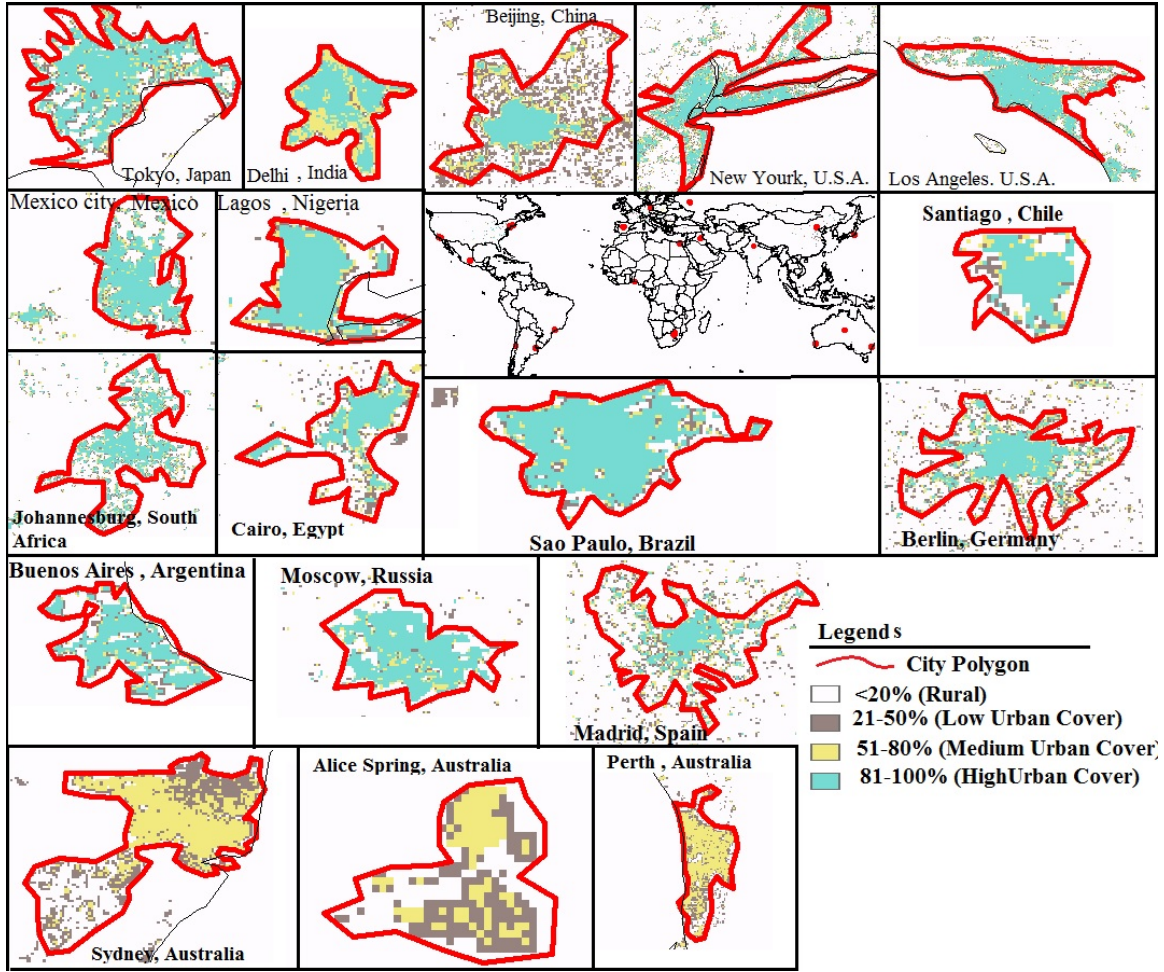 Beijing, China
Tokyo, Japan
Delhi , India
New Yourk, U.S.A.
Los Angeles. U.S.A.
Mexico city, Mexico
Lagos , Nigeria
Santiago , Chile
Johannesburg, South
Africa
Cairo, Egypt
Sao Paulo, Brazil
Berlin, Germany
Buenos Aires , Argentina
Moscow, Russia
Madrid, Spain
Legends
City Polygon
<20% (Rural)
21-50% (Low Urban Cover)
51-80% (Medium Urban Cover)
81-100% (HighUrban Cover)
Sydney, Australia
Alice Spring, Australia
Perth , Australia